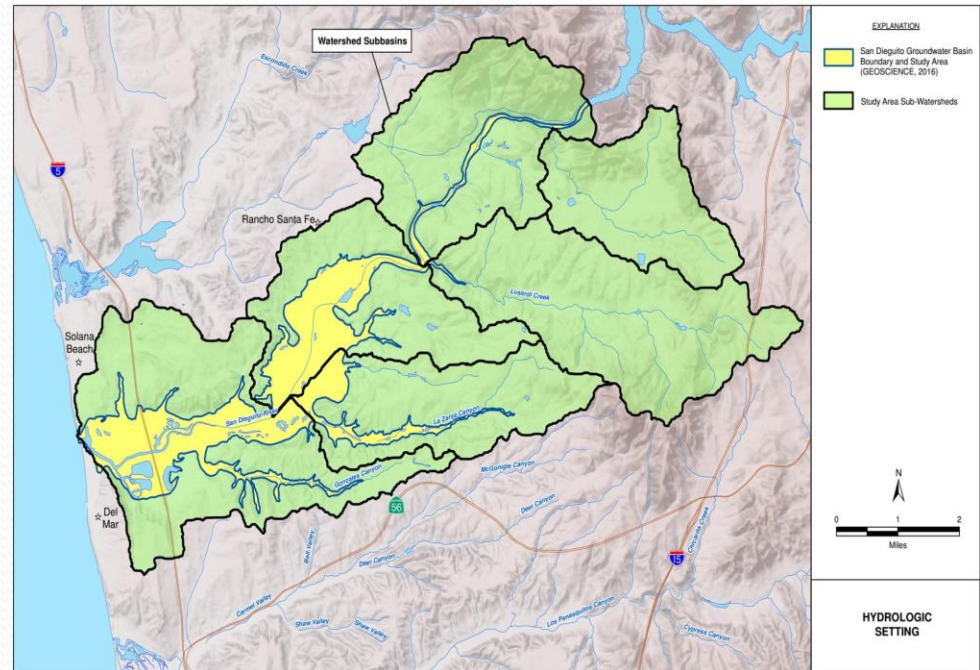 Watershed Subbasins
Escondido Creek
5
Rancho Santa Fe
Lusardi Creek
Solana
Beach
San Dieguito River
La Zanja Canyon
Gonzales Canyon
McGonigle Canyon
Del
Mar
56
Deer Canyon
Bell Valley
Deer Canyon
Chicarita Creek
15
Carmel Valley
Shaw Valley
Shaw Valley
Los Penasquitos Canyon
Cypress Canyon
EXPLANATION
San Dieguito Groundwater Basin
Boundary and Study Area
(GEOSCIENCE, 2016)
Study Area Sub-Watersheds
N
0 1 2
Miles
HYDROLOGIC
SETTING